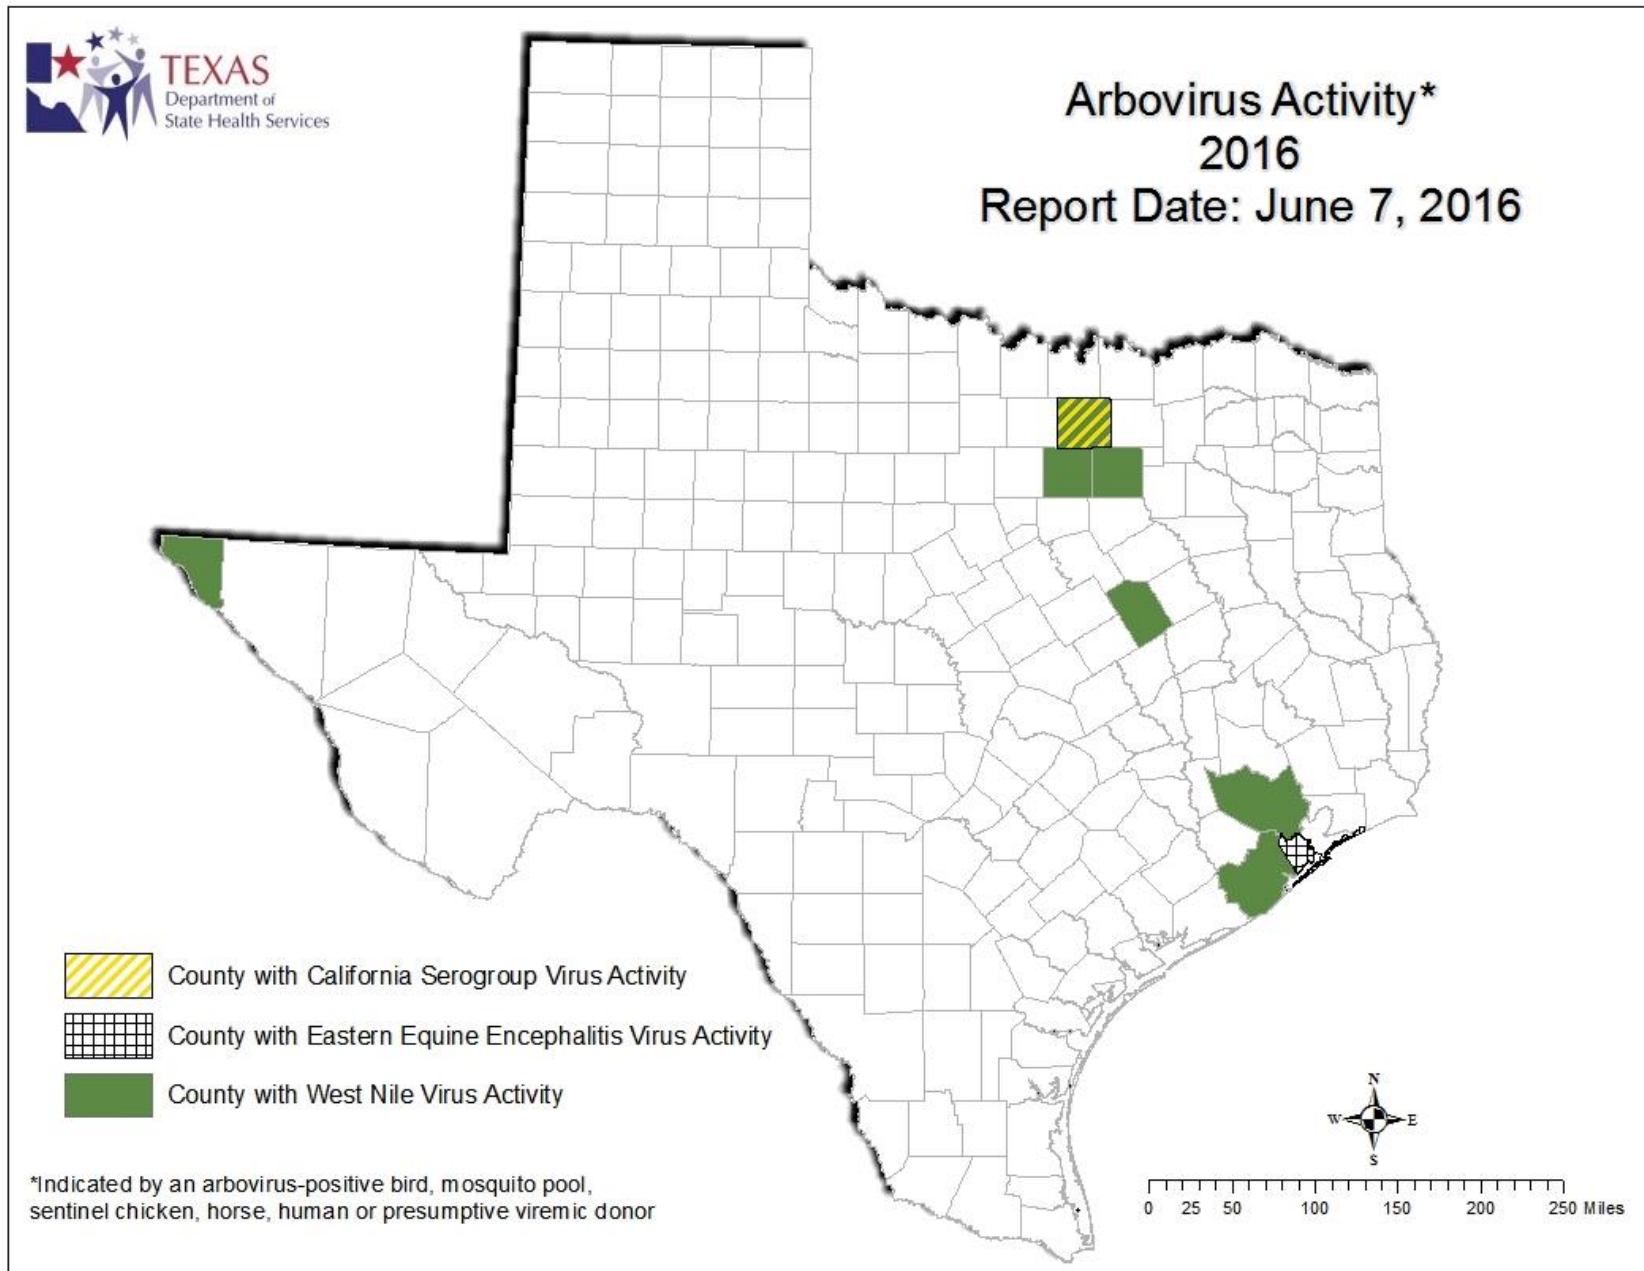 TEXAS
Department of
State Health Services
Arbovirus Activity*
2016
Report Date: June 7, 2016
County with California Serogroup Virus Activity
County with Eastern Equine Encephalitis Virus Activity
County with West Nile Virus Activity
*Indicated by an arbovirus-positive bird, mosquito pool,
sentinel chicken, horse, human or presumptive viremic donor
N
W E
S
0 25 50 100 150 200 250 Miles